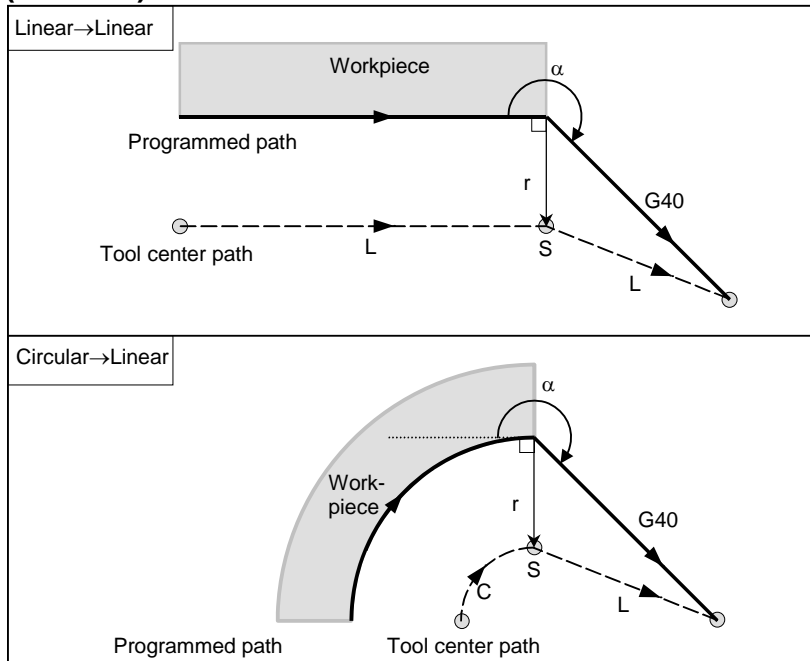 Linear→Linear
Workpiece
α
Programmed path
r
G40
Tool center path
L
S
L
Circular→Linear
α
Work-
piece
r
G40
S
C
L
Programmed path
Tool center path